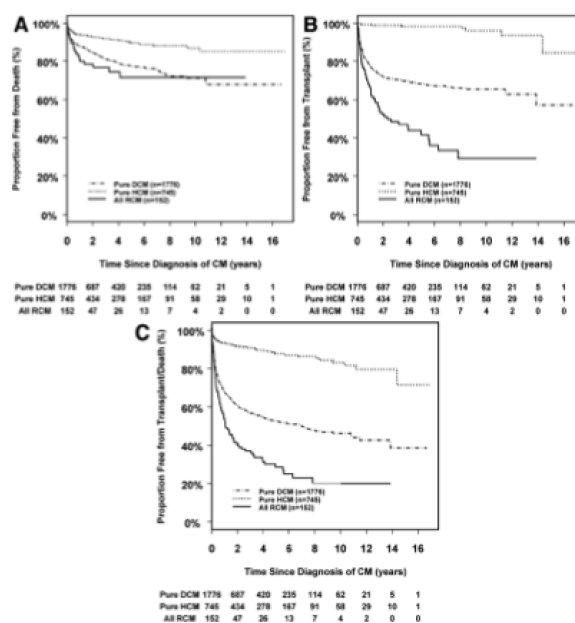 A
B
Proportion Free from Death (%)
100%
80%
60%
40%
20%
0%
Pure DCM (n=1776)
Pure HCM (n=745)
All RCM (n=152)
0 2 4 6 8 10 12 14 16
Time Since Diagnosis of CM (years)
Pure DCM 1776 687 420 235 114 62 21 5 1
Pure HCM 745 434 278 167 91 58 29 10 1
All RCM 152 47 26 13 7 4 2 0 0
Proportion Free from Transplant (%)
100%
80%
60%
40%
20%
0%
Pure DCM (n=1776)
Pure HCM (n=745)
All RCM (n=152)
0 2 4 6 8 10 12 14 16
Time Since Diagnosis of CM (years)
Pure DCM 1776 687 420 235 114 62 21 5 1
Pure HCM 745 434 278 167 91 58 29 10 1
All RCM 152 47 26 13 7 4 2 0 0
C
Proportion Free from Transplant/Death (%)
100%
80%
60%
40%
20%
0%
Pure DCM (n=1776)
Pure HCM (n=745)
All RCM (n=152)
0 2 4 6 8 10 12 14 16
Time Since Diagnosis of CM (years)
Pure DCM 1776 687 420 235 114 62 21 5 1
Pure HCM 745 434 278 167 91 58 29 10 1
All RCM 152 47 26 13 7 4 2 0 0